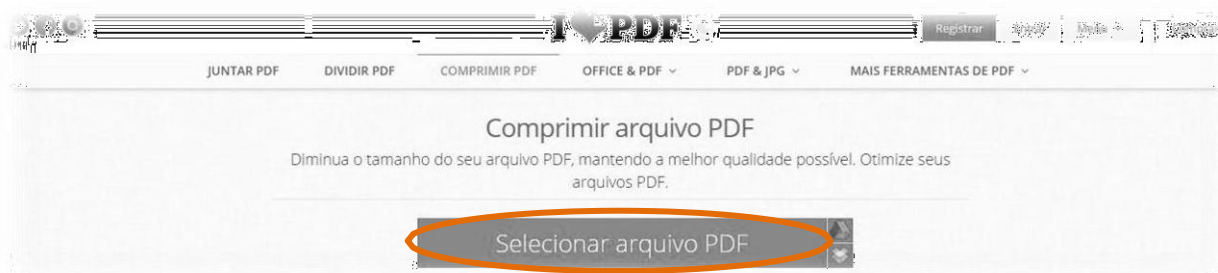 I PDF
Registrar
JUNTAR PDF DIVIDIR PDF COMPRIMIR PDF OFFICE & PDF PDF & JPG MAIS FERRAMENTAS DE PDF
Comprimir arquivo PDF
Diminua o tamanho do seu arquivo PDF, mantendo a melhor qualidade possível. Otimize seus
arquivos PDF.
Selecionar arquivo PDF